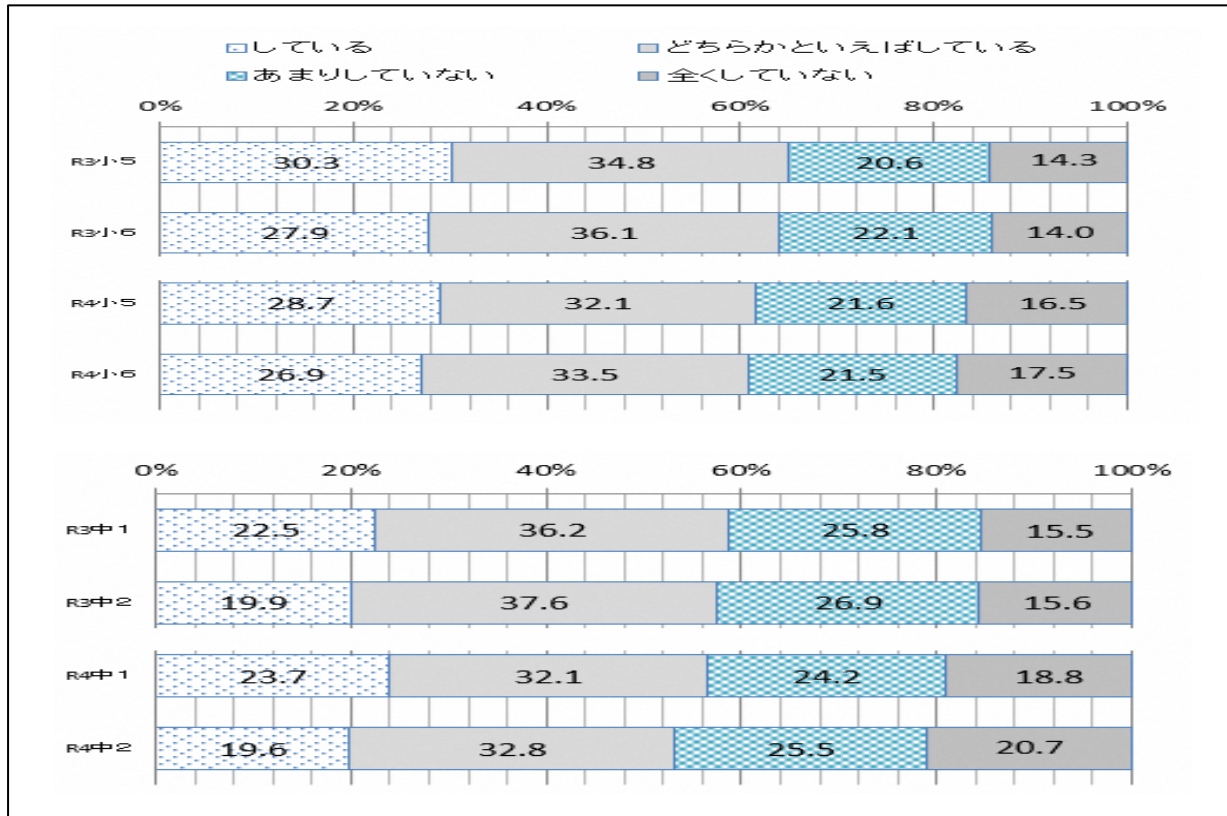 している どちらかといえばしている
あまりしていない 全くしていない
0% 20% 40% 60% 80% 100%
R3小5 30.3 34.8 20.6 14.3
R3小6 27.9 36.1 22.1 14.0
R4小5 28.7 32.1 21.6 16.5
R4小6 26.9 33.5 21.5 17.5
0% 20% 40% 60% 80% 100%
R3中1 22.5 36.2 25.8 15.5
R3中2 19.9 37.6 26.9 15.6
R4中1 23.7 32.1 24.2 18.8
R4中2 19.6 32.8 25.5 20.7